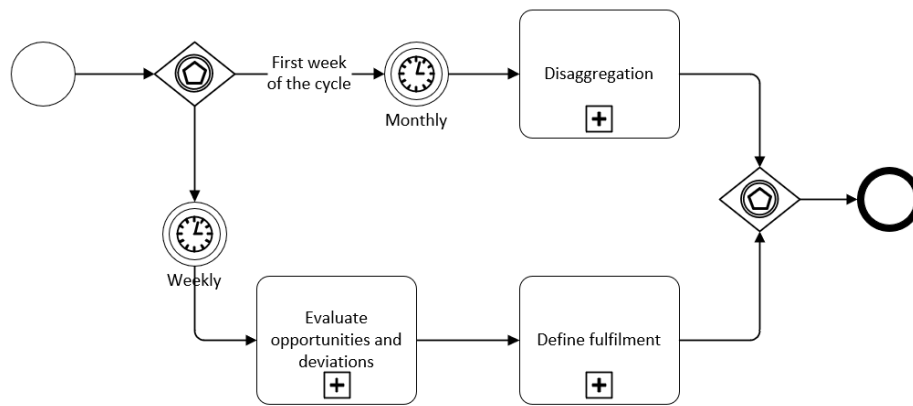 First week
of the cycle
Monthly
Disaggregation
Weekly
Evaluate
opportunities and
deviations
Define fulfilment